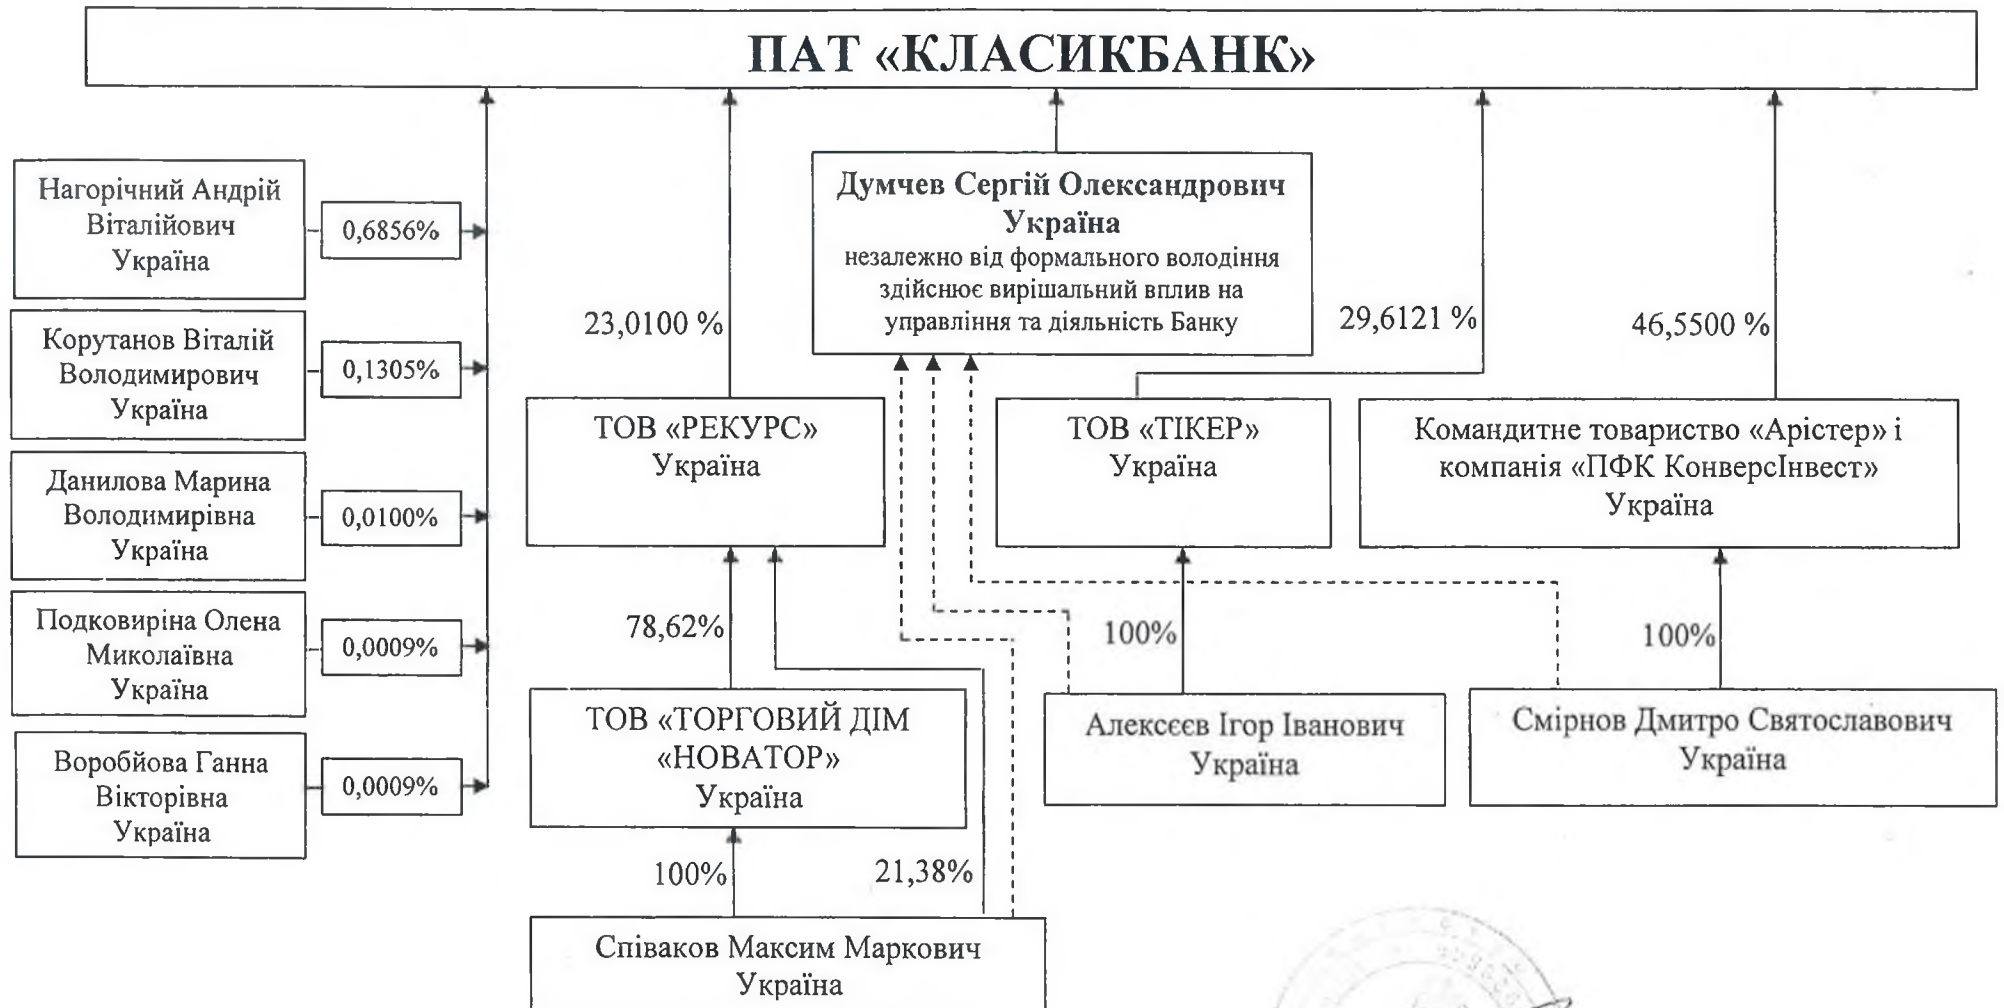 ПАТ «КЛАСИКБАНК»
Нагорічний Андрій
Віталійович
Україна
0,6856%
Корутанов Віталій
Володимирович
Україна
0,1305%
Данилова Марина
Володимирівна
Україна
0,0100%
Подковиріна Олена
Миколаївна
Україна
0,0009%
Воробйова Ганна
Вікторівна
Україна
0,0009%
23,0100 %
Думчев Сергій Олександрович
Україна
незалежно від формального володіння
здійснює вирішальний вплив на
управління та діяльність Банку
29,6121 %
46,5500 %
ТОВ «РЕКУРС»
Україна
ТОВ «ТІКЕР»
Україна
Командитне товариство «Арістер» і
компанія «ПФК КонверсІнвест»
Україна
78,62%
100%
100%
ТОВ «ТОРГОВИЙ ДІМ
«НОВАТОР»
Україна
Алексєєв Ігор Іванович
Україна
Смірнов Дмитро Святославович
Україна
100%
21,38%
Співаков Максим Маркович
Україна